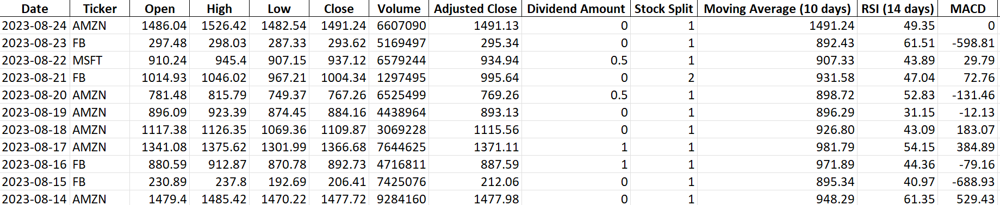 Date Ticker Open High Low Close Volume Adjusted Close Dividend Amount Stock Split Moving Average (10 days) RSI (14 days) MACD
2023-08-24 AMZN 1486.04 1526.42 1482.54 1491.24 6607090 1491.13 0 1 1491.24 49.35 0
2023-08-23 FB 297.48 298.03 287.33 293.62 5169497 295.34 0 1 892.43 61.51 -598.81
2023-08-22 MSFT 910.24 945.4 907.15 937.12 6579244 934.94 0.5 1 907.33 43.89 29.79
2023-08-21 FB 1014.93 1046.02 967.21 1004.34 1297495 995.64 0 2 931.58 47.04 72.76
2023-08-20 AMZN 781.48 815.79 749.37 767.26 6525499 769.26 0.5 1 898.72 52.83 -131.46
2023-08-19 AMZN 896.09 923.39 874.45 884.16 4438964 893.13 0 1 896.29 31.15 -12.13
2023-08-18 AMZN 1117.38 1126.35 1069.36 1109.87 3069228 1115.56 0 1 926.80 43.09 183.07
2023-08-17 AMZN 1341.08 1375.62 1301.99 1366.68 7644625 1371.11 1 1 981.79 54.15 384.89
2023-08-16 FB 880.59 912.87 870.78 892.73 4716811 887.59 1 1 971.89 44.36 -79.16
2023-08-15 FB 230.89 237.8 192.69 206.41 7425076 212.06 0 1 895.34 40.97 -688.93
2023-08-14 AMZN 1479.4 1485.42 1470.22 1477.72 9284160 1477.98 0 1 948.29 61.35 529.43